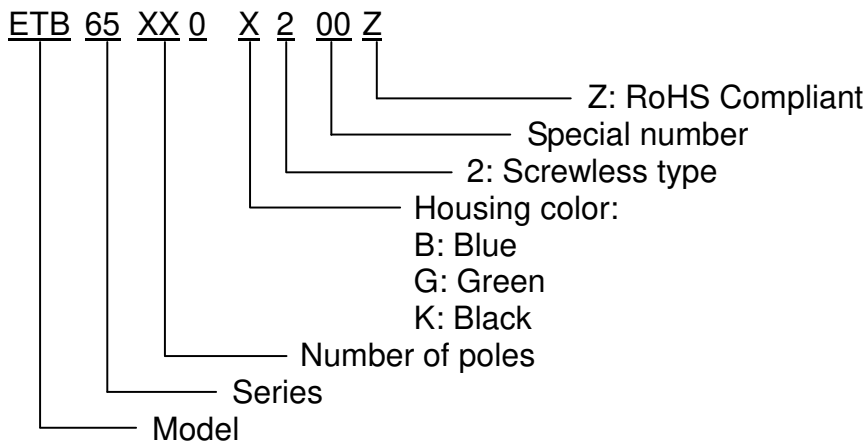 ETB 65 XX 0 X 2 00 Z
Z: RoHS Compliant
Special number
2: Screwless type
Housing color:
B: Blue
G: Green
K: Black
Number of poles
Series
Model